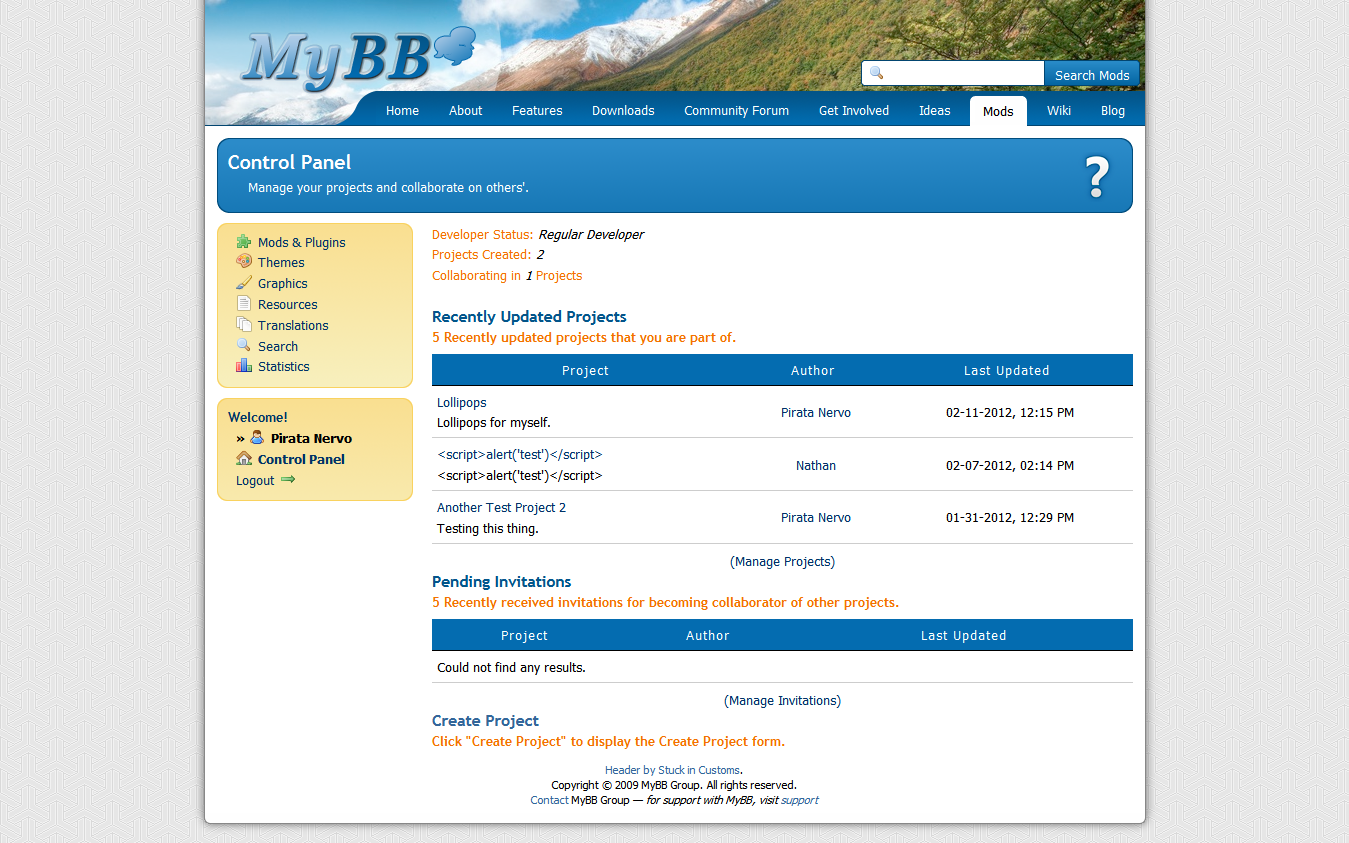 MyBB
Search Mods
Home About Features Downloads Community Forum Get Involved Ideas Mods Wiki Blog
Control Panel
Manage your projects and collaborate on others'.
?
Mods & Plugins
Themes
Graphics
Resources
Translations
Search
Statistics
Welcome!
» Pirata Nervo
Control Panel
Logout
Developer Status: Regular Developer
Projects Created: 2
Collaborating in 1 Projects
Recently Updated Projects
5 Recently updated projects that you are part of.
Project Author Last Updated
Lollipops
Lollipops for myself.
Pirata Nervo
02-11-2012, 12:15 PM
<script>alert('test')</script>
<script>alert('test')</script>
Nathan
02-07-2012, 02:14 PM
Another Test Project 2
Testing this thing.
Pirata Nervo
01-31-2012, 12:29 PM
(Manage Projects)
Pending Invitations
5 Recently received invitations for becoming collaborator of other projects.
Project Author Last Updated
Could not find any results.
(Manage Invitations)
Create Project
Click "Create Project" to display the Create Project form.
Header by Stuck in Customs.
Copyright © 2009 MyBB Group. All rights reserved.
Contact MyBB Group — for support with MyBB, visit support